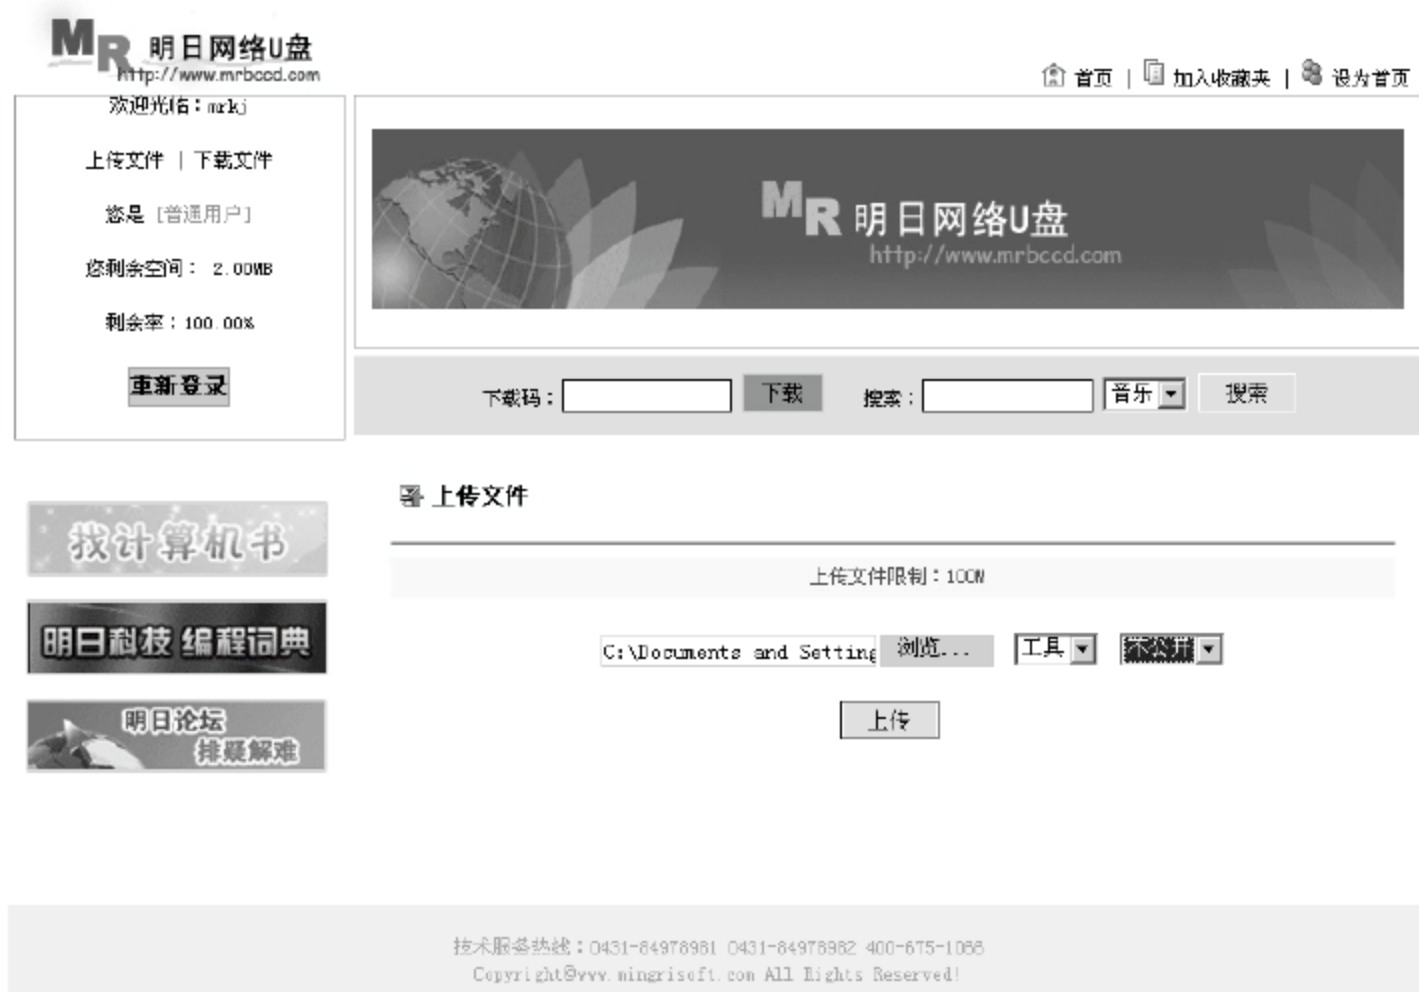 MR 明日网络U盘
http://www.mrbccd.com
首页 | 加入收藏夹 | 设为首页
欢迎光临：mrkj
上传文件 | 下载文件
您是 [普通用户]
您剩余空间： 2.00MB
剩余率：100.00%
重新登录
MR 明日网络U盘
http://www.mrbccd.com
下载码： 下载 搜索： 音乐 搜索
找计算机书
明日科技 编程词典
明日论坛
排疑解难
上传文件
上传文件限制：100M
C:\Documents and Setting 浏览... 工具 不公开
上传
技术服务热线：0431-84978981 0431-84978982 400-675-1066
Copyright©www.mingrisoft.com All Rights Reserved!